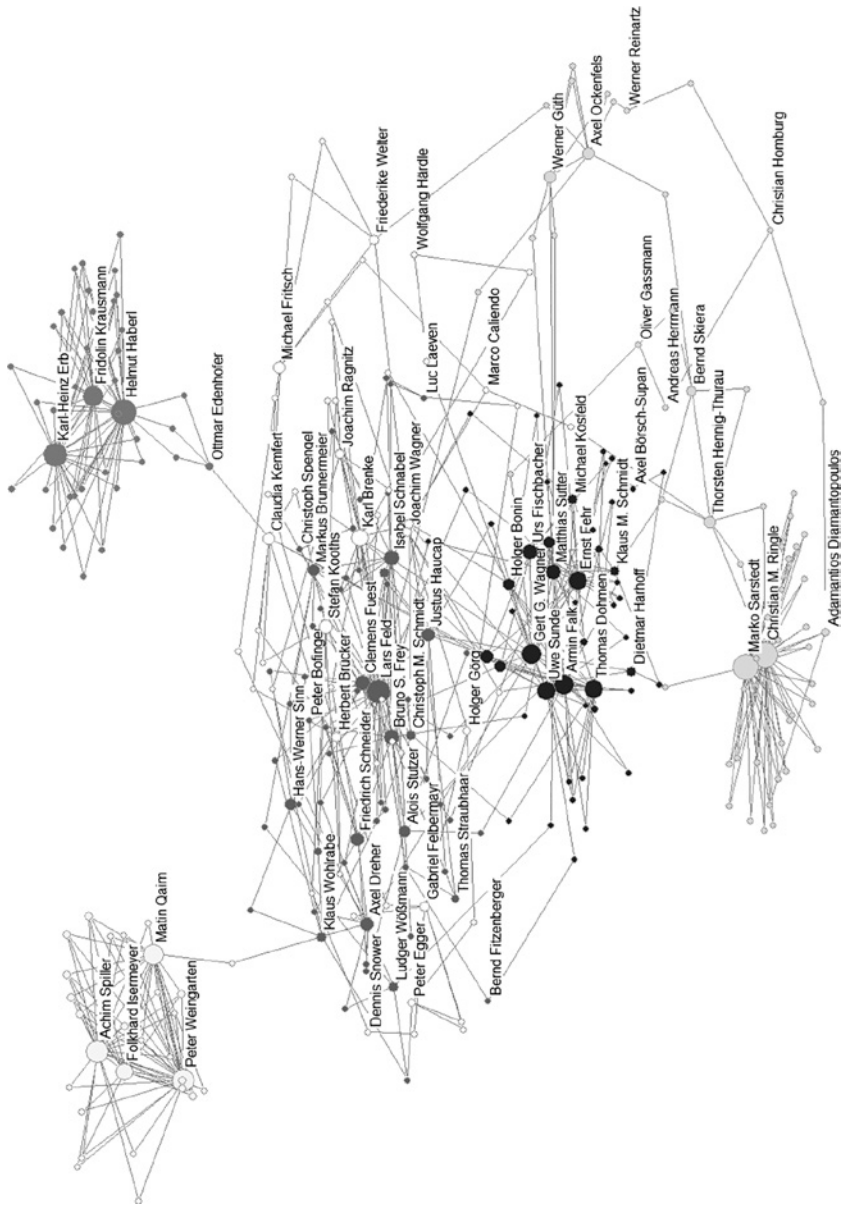 Karl-Heinz Erb
Fridolin Krausmann
Helmut Haberl
Ottmar Edenhofer
Michael Fritsch
Friederike Welter
Wolfgang Härdle
Werner Güth
Axel Ockenfels
Werner Reinartz
Claudia Kemfert
Christoph Spengel
Markus Brunnermeier
Stefan Kooths
Joachim Ragnitz
Karl Brenke
Isabel Schnabel
Joachim Wagner
Luc Laeven
Marco Caliendo
Oliver Gassmann
Andreas Herrmann
Bernd Skiera
Christian Homburg
Hans-Werner Sinn
Peter Bofinger
Herbert Brücker
Clemens Fuest
Lars Feld
Bruno S. Frey
Christoph M. Schmidt
Justus Haucap
Holger Görg
Holger Bonin
Gert G. Wagner
Urs Fischbacher
Uwe Sunde
Matthias Sutter
Armin Falk
Ernst Fehr
Michael Kosfeld
Thomas Dohmen
Klaus M. Schmidt
Axel Börsch-Supan
Dietmar Harhoff
Thorsten Hennig-Thurau
Marko Sarstedt
Christian M. Ringle
Adamantios Diamantopoulos
Klaus Wohlrabe
Friedrich Schneider
Axel Dreher
Alois Stutzer
Dennis Snower
Ludger Wößmann
Peter Egger
Gabriel Felbermayr
Thomas Straubhaar
Bernd Fitzenberger
Matin Qaim
Achim Spiller
Folkhard Isermeyer
Peter Weingarten